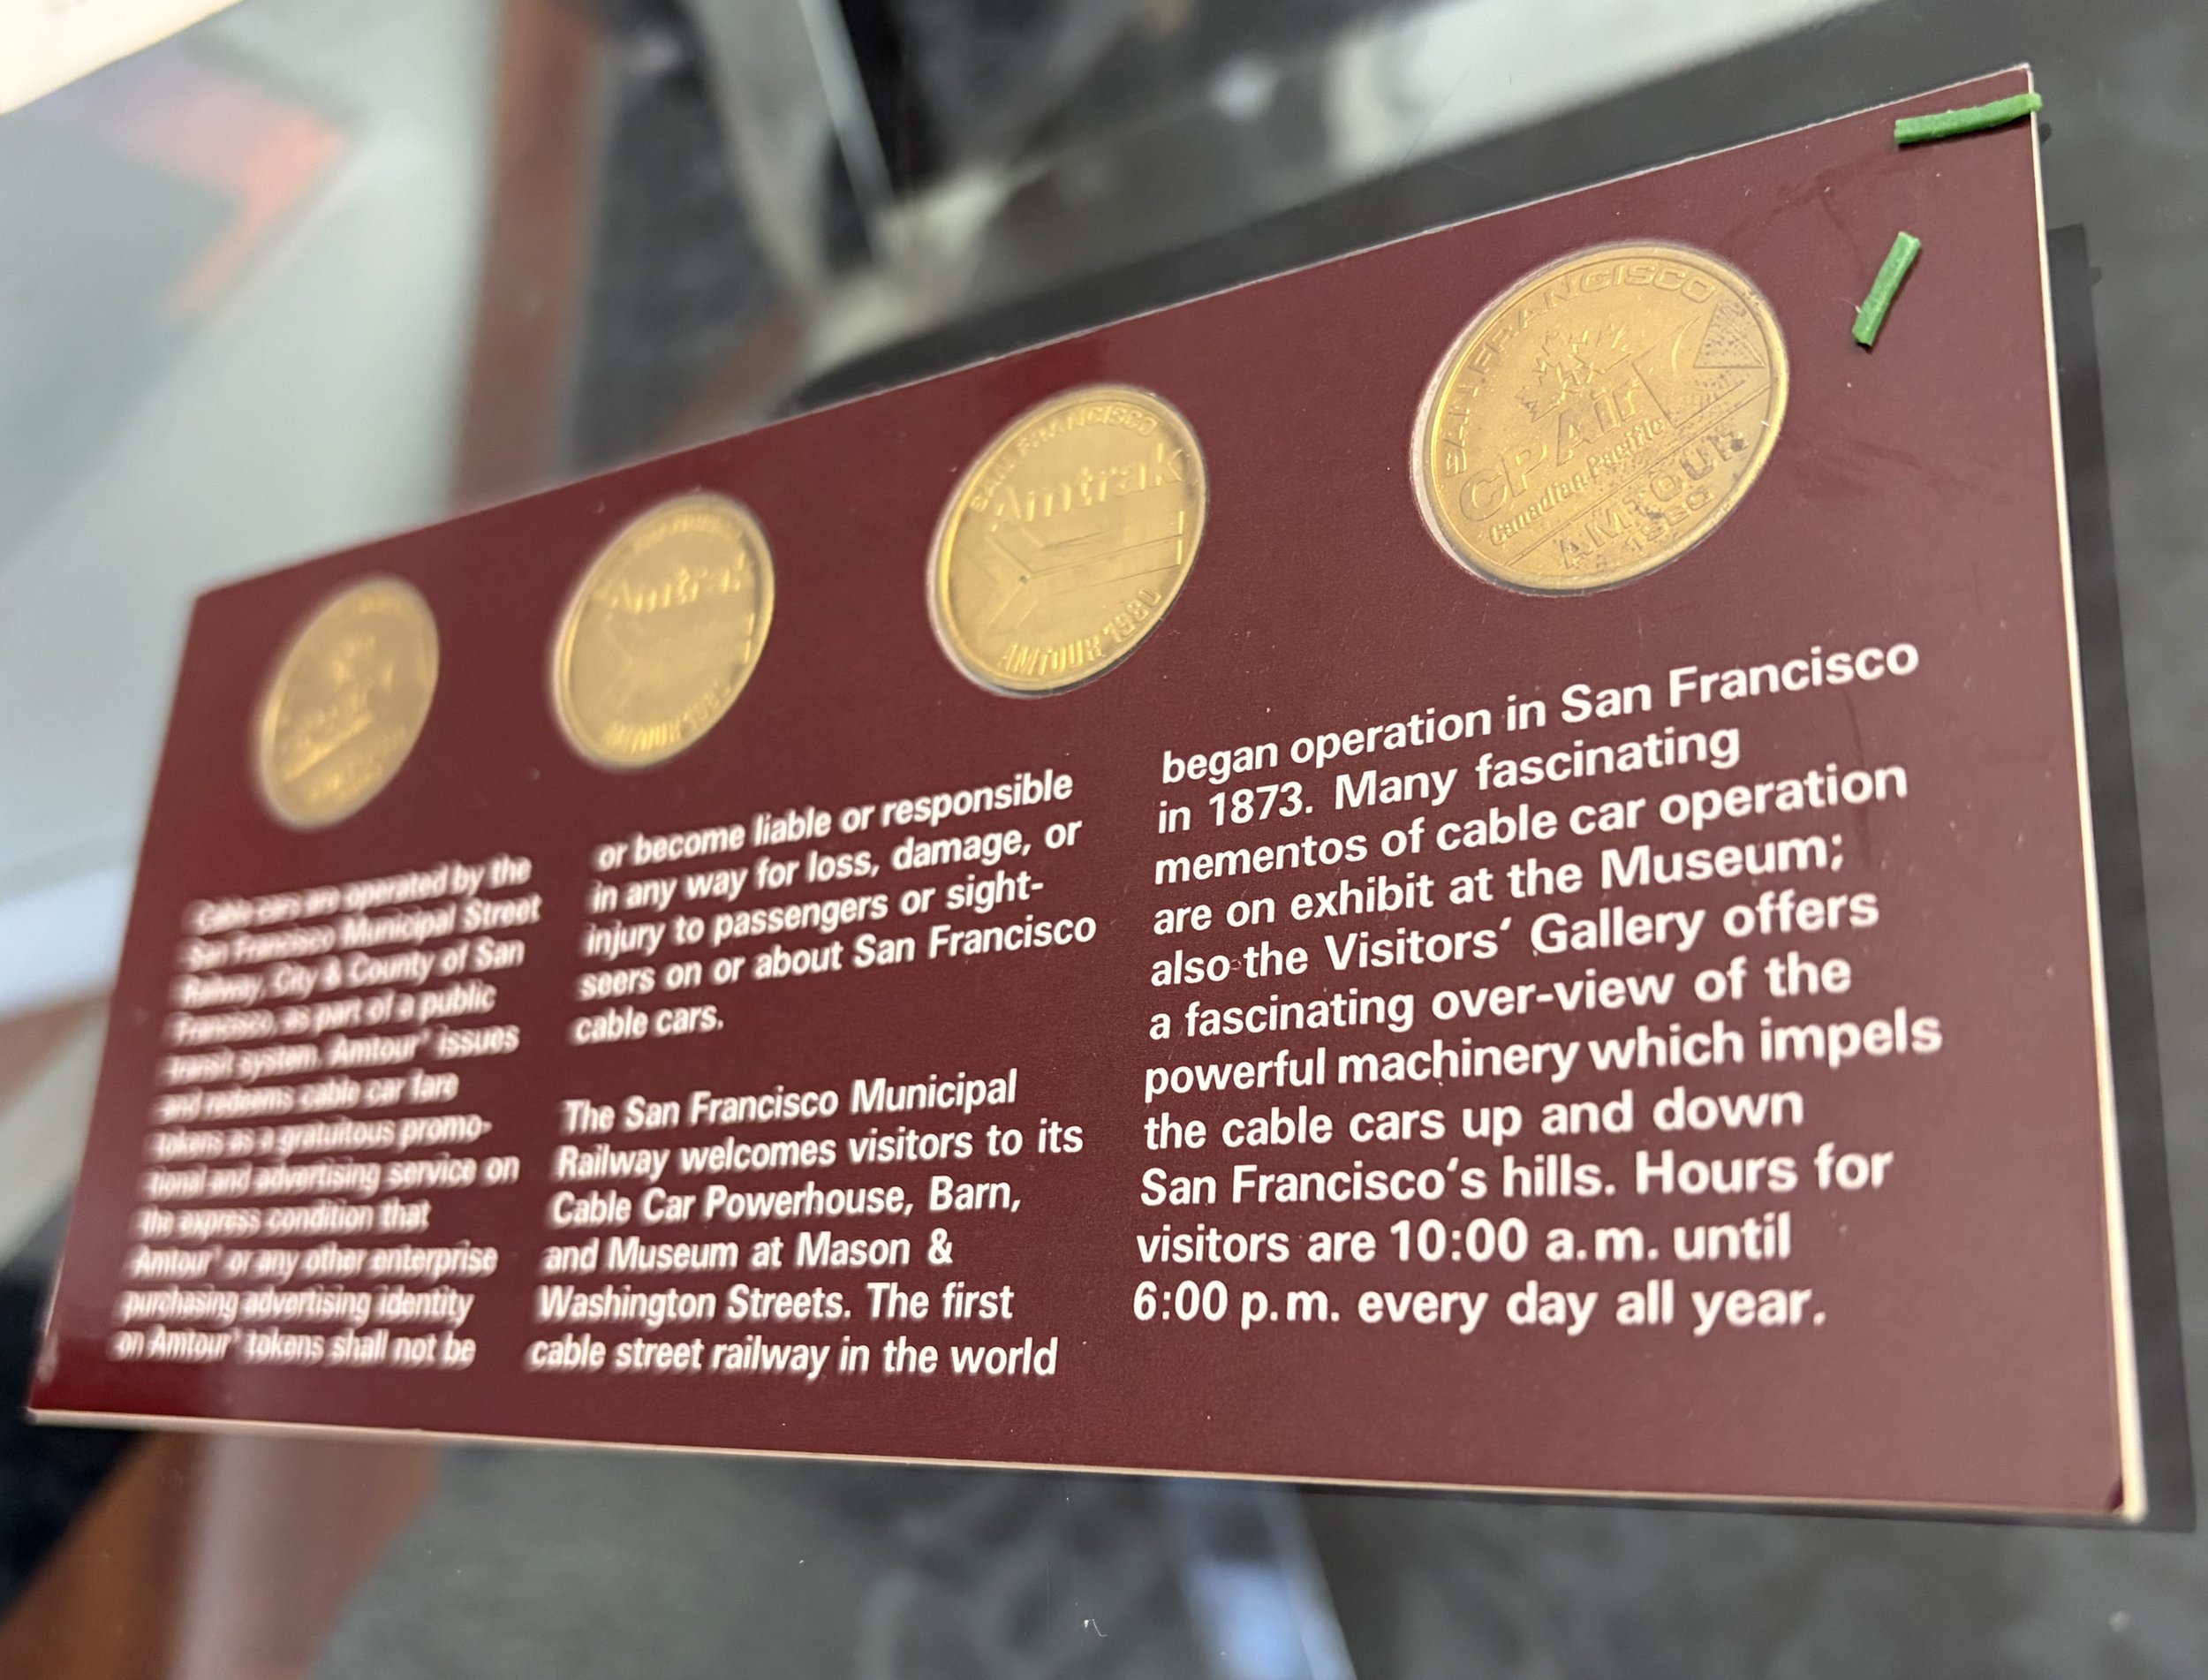 SAN FRANCISCO
Amtrak
AMTOUR 1980
SAN FRANCISCO
Amtrak
AMTOUR 1980
SAN FRANCISCO
CPAir
Canadian Pacific
AMTOUR
1980
Cable cars are operated by the
San Francisco Municipal Street
Railway, City & County of San
Francisco, as part of a public
transit system. Amtour' issues
and redeems cable car fare
tokens as a gratuitous promo-
tional and advertising service on
the express condition that
Amtour' or any other enterprise
purchasing advertising identity
on Amtour' tokens shall not be
or become liable or responsible
in any way for loss, damage, or
injury to passengers or sight-
seers on or about San Francisco
cable cars.
The San Francisco Municipal
Railway welcomes visitors to its
Cable Car Powerhouse, Barn,
and Museum at Mason &
Washington Streets. The first
cable street railway in the world
began operation in San Francisco
in 1873. Many fascinating
mementos of cable car operation
are on exhibit at the Museum;
also the Visitors' Gallery offers
a fascinating over-view of the
powerful machinery which impels
the cable cars up and down
San Francisco's hills. Hours for
visitors are 10:00 a.m. until
6:00 p.m. every day all year.